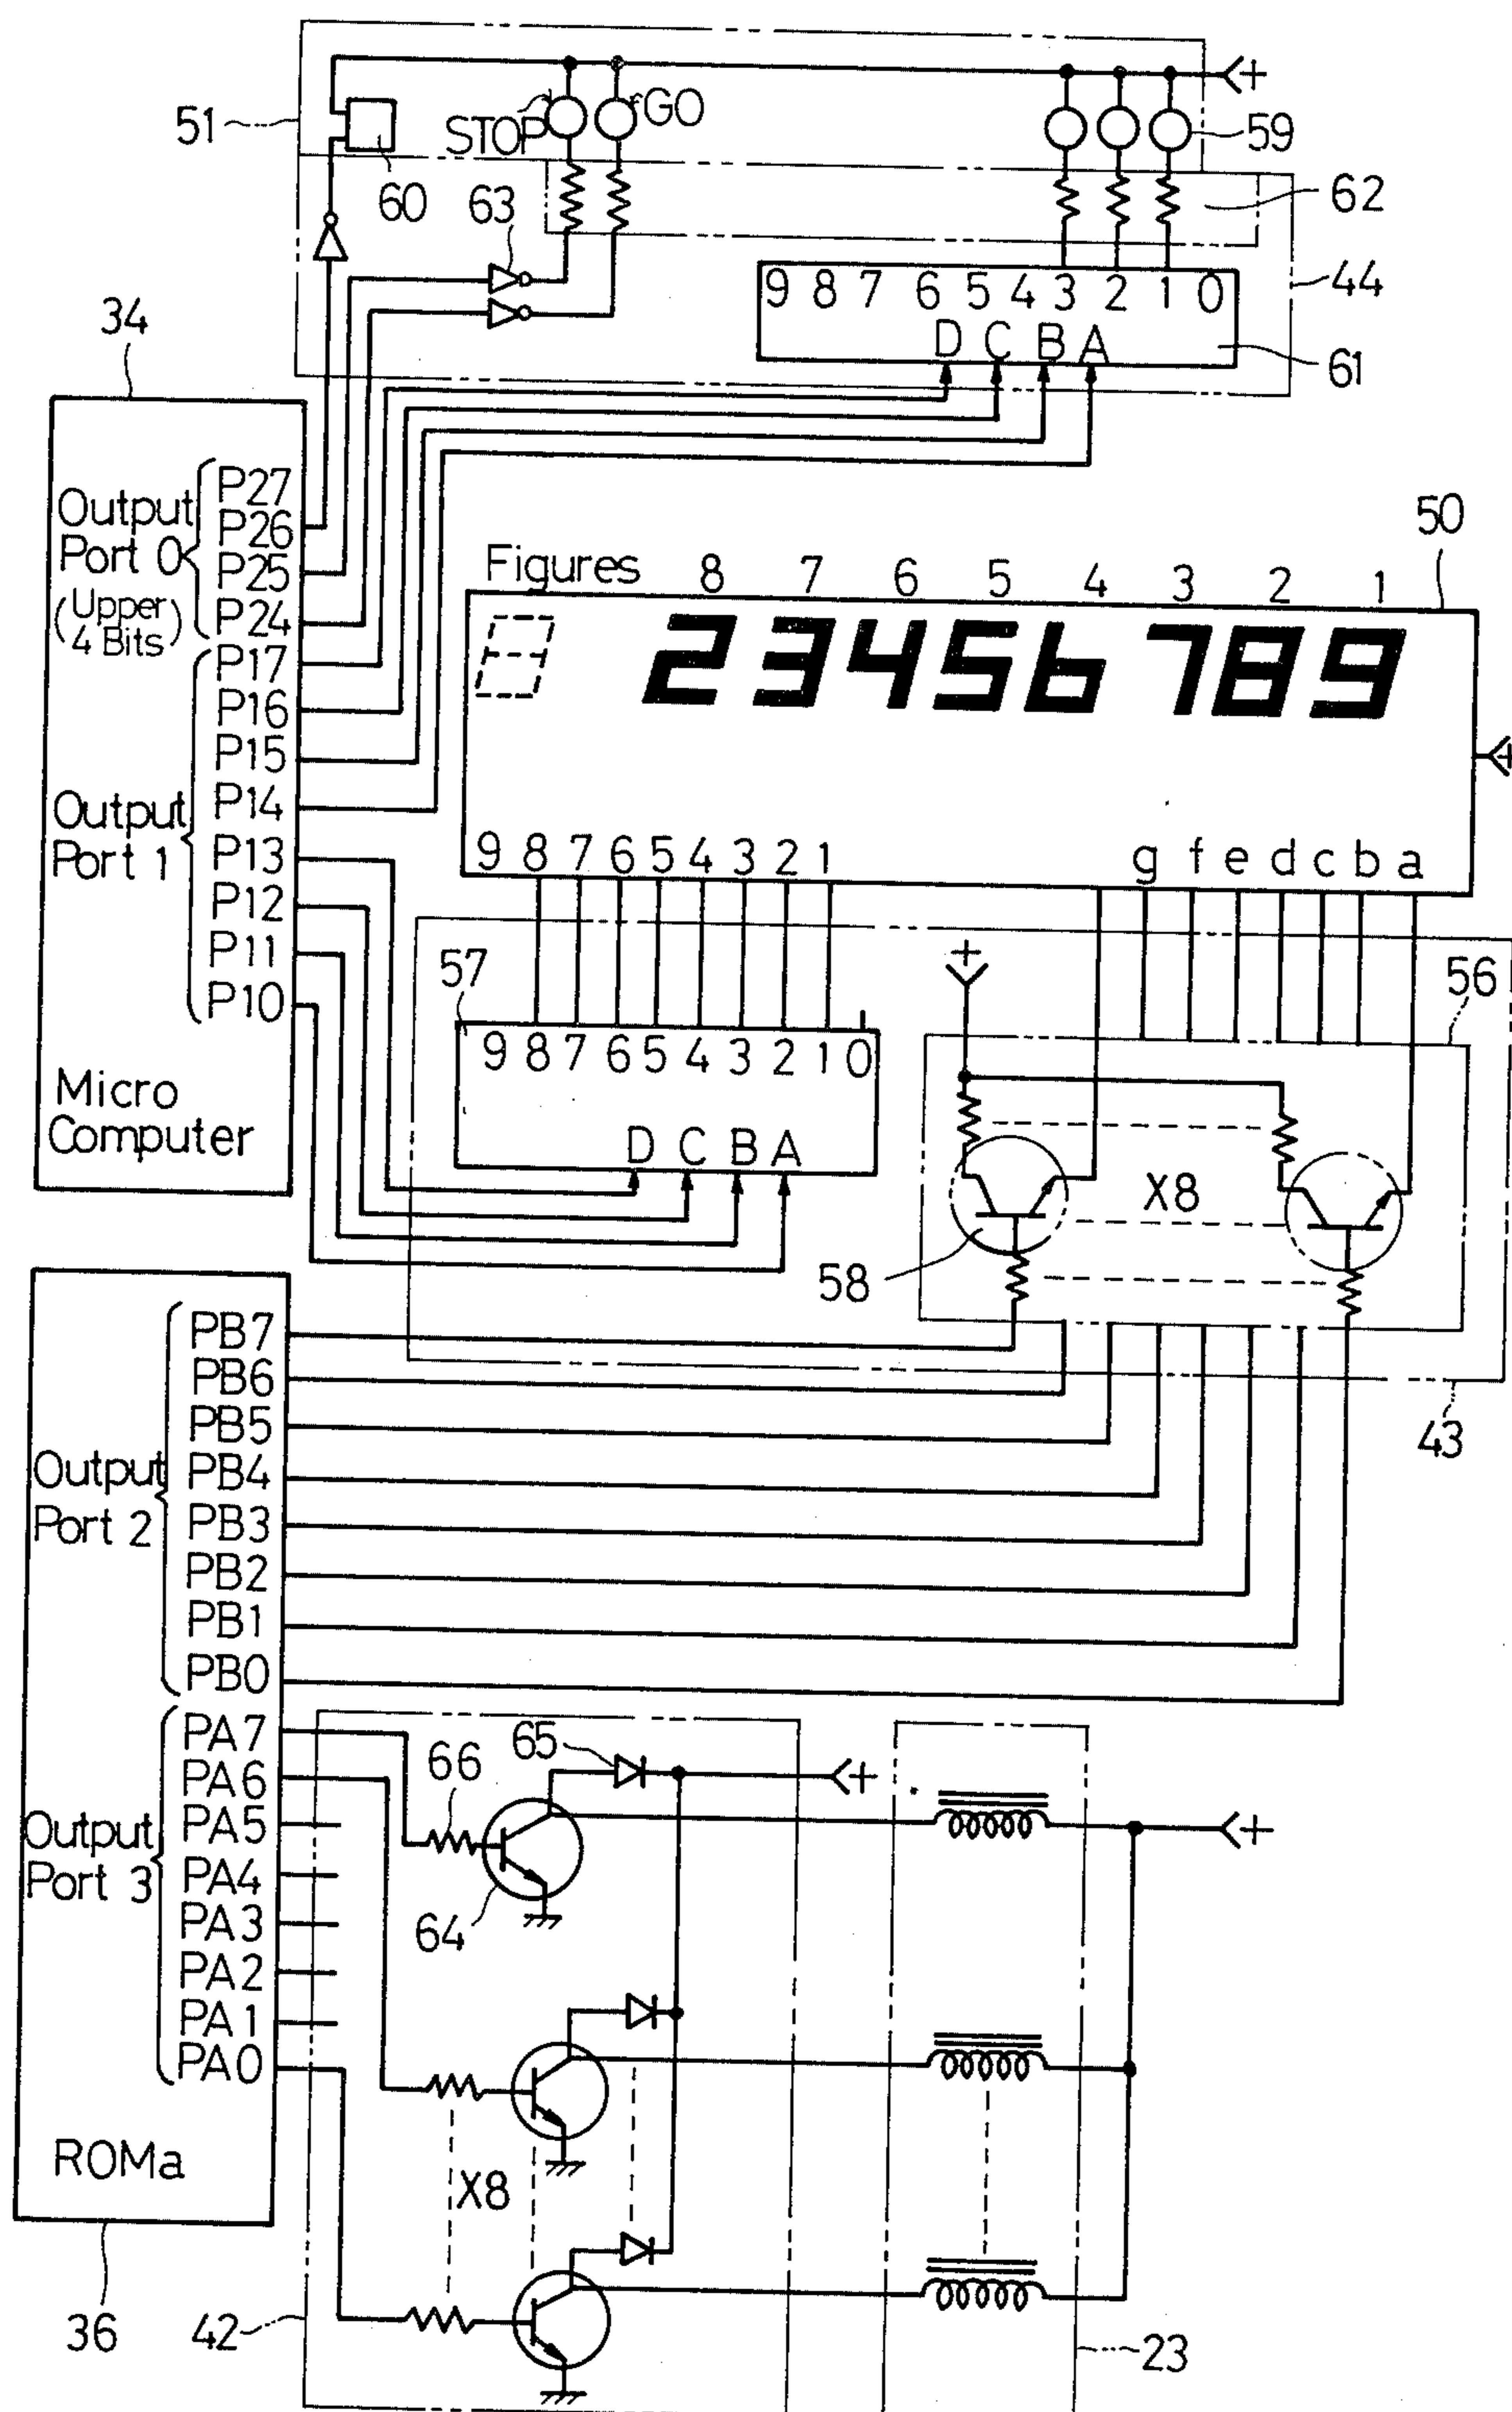 51
STOP
GO
+
59
60
63
62
9 8 7 6 5 4 3 2 1 0
44
D C B A
61
34
Output Port 0
(Upper 4 Bits)
P27
P26
P25
P24
Output Port 1
P17
P16
P15
P14
P13
P12
P11
P10
Micro Computer
50
Figures 8 7 6 5 4 3 2 1
23456789
+
9 8 7 6 5 4 3 2 1
g f e d c b a
57
9 8 7 6 5 4 3 2 1 0
D C B A
+
56
X8
58
43
Output Port 2
PB7
PB6
PB5
PB4
PB3
PB2
PB1
PB0
Output Port 3
PA7
PA6
PA5
PA4
PA3
PA2
PA1
PA0
ROMa
36
65
66
+
+
64
X8
42
23